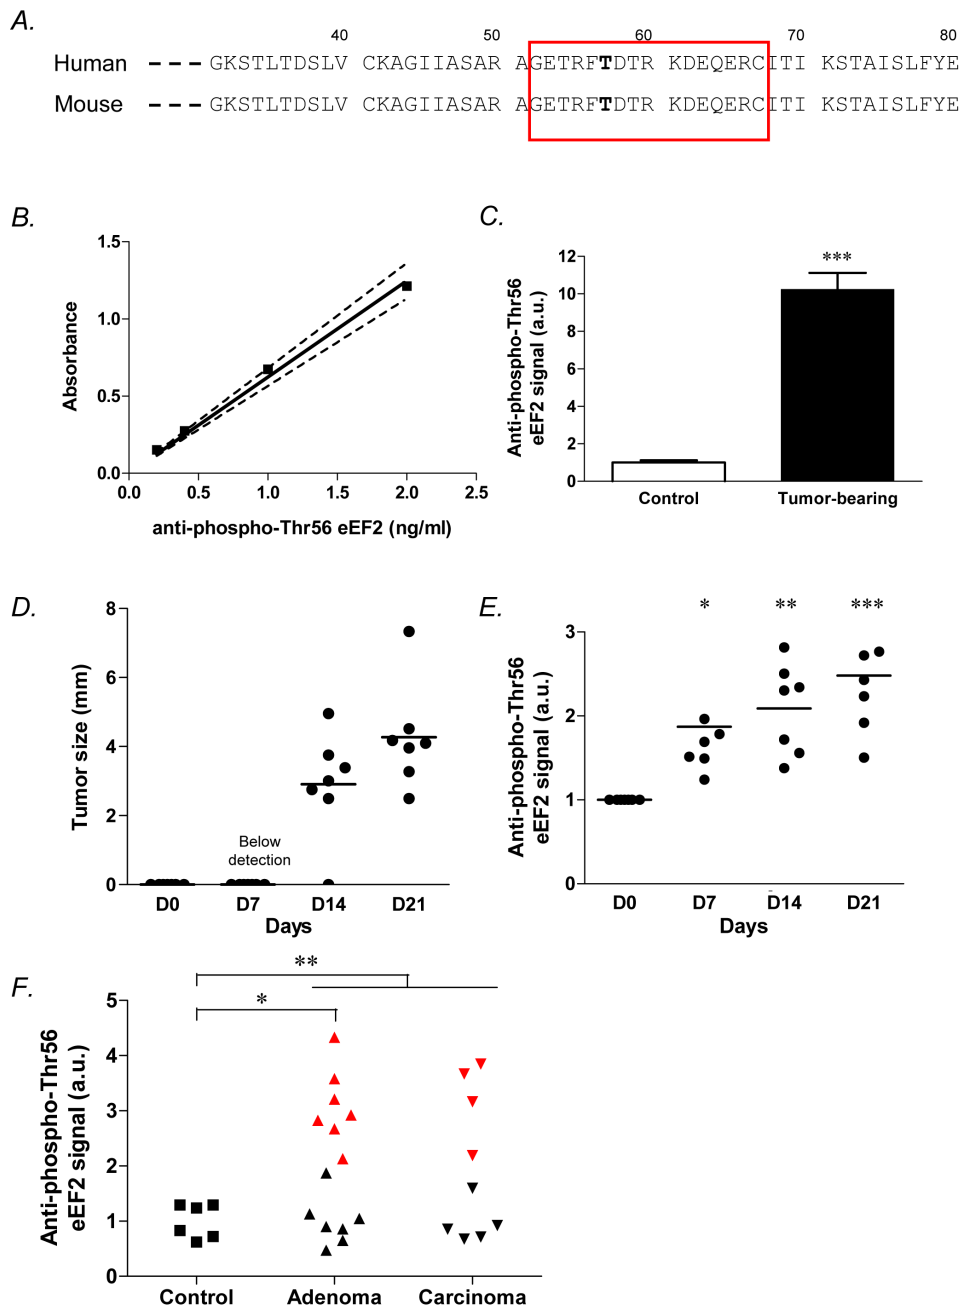 A.
40 50 60 70 80
Human --- GKSTLTDSLV CKAGIIASAR AGETRFTDTR KDEQERCITI KSTAISLFYE
Mouse --- GKSTLTDSLV CKAGIIASAR AGETRFTDTR KDEQERCITI KSTAISLFYE
B.
Absorbance
1.5
1.0
0.5
0.0
0.0 0.5 1.0 1.5 2.0 2.5
anti-phospho-Thr56 eEF2 (ng/ml)
C.
Anti-phospho-Thr56
eEF2 signal (a.u.)
12
10
8
6
4
2
0
***
Control Tumor-bearing
D.
Tumor size (mm)
8
6
4
2
0
Below
detection
D0 D7 D14 D21
Days
E.
Anti-phospho-Thr56
eEF2 signal (a.u.)
* ** ***
3
2
1
0
D0 D7 D14 D21
Days
F.
Anti-phospho-Thr56
eEF2 signal (a.u.)
**
*
5
4
3
2
1
0
Control Adenoma Carcinoma